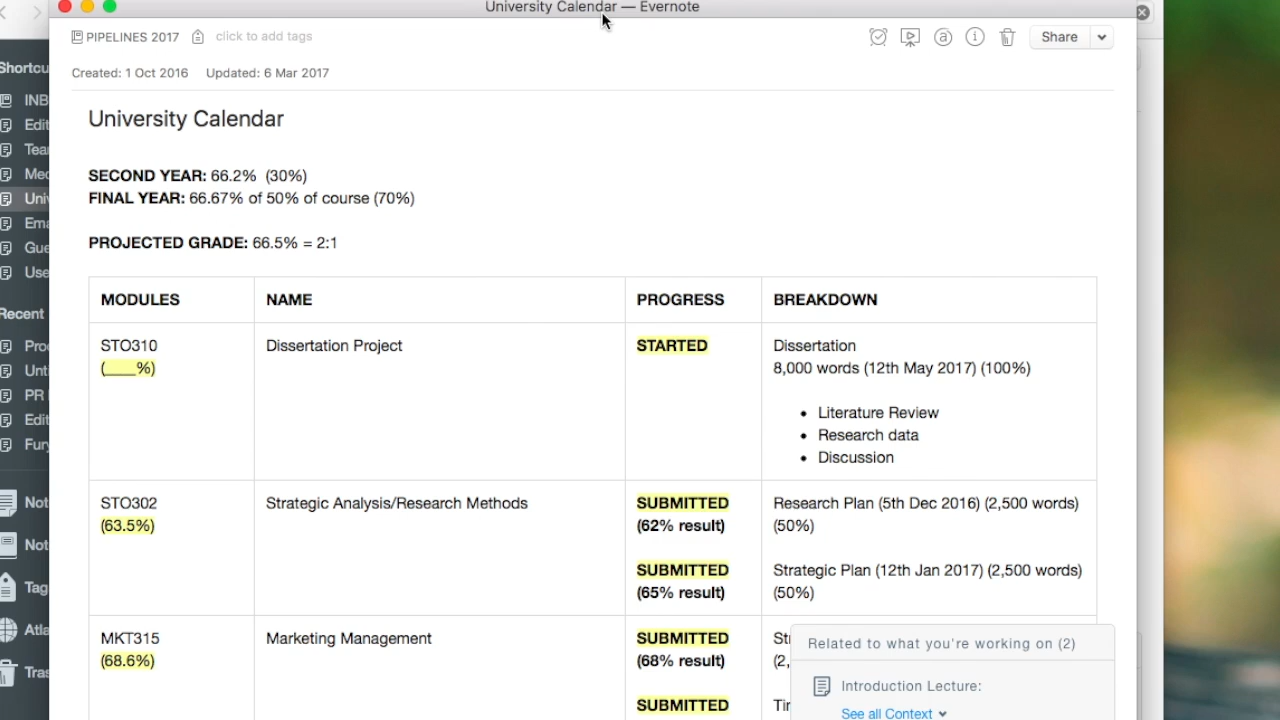 University Calendar — Evernote
PIPELINES 2017 click to add tags
Share
Created: 1 Oct 2016 Updated: 6 Mar 2017
University Calendar
SECOND YEAR: 66.2% (30%)
FINAL YEAR: 66.67% of 50% of course (70%)
PROJECTED GRADE: 66.5% = 2:1
MODULES NAME PROGRESS BREAKDOWN
STO310 Dissertation Project STARTED Dissertation
(____%) 8,000 words (12th May 2017) (100%)
• Literature Review
• Research data
• Discussion
STO302 Strategic Analysis/Research Methods SUBMITTED Research Plan (5th Dec 2016) (2,500 words)
(63.5%) (62% result) (50%)
SUBMITTED Strategic Plan (12th Jan 2017) (2,500 words)
(65% result) (50%)
MKT315 Marketing Management SUBMITTED
(68.6%) (68% result) (2,
SUBMITTED
Related to what you're working on (2)
Introduction Lecture:
See all Context
Recent
INB
Edit